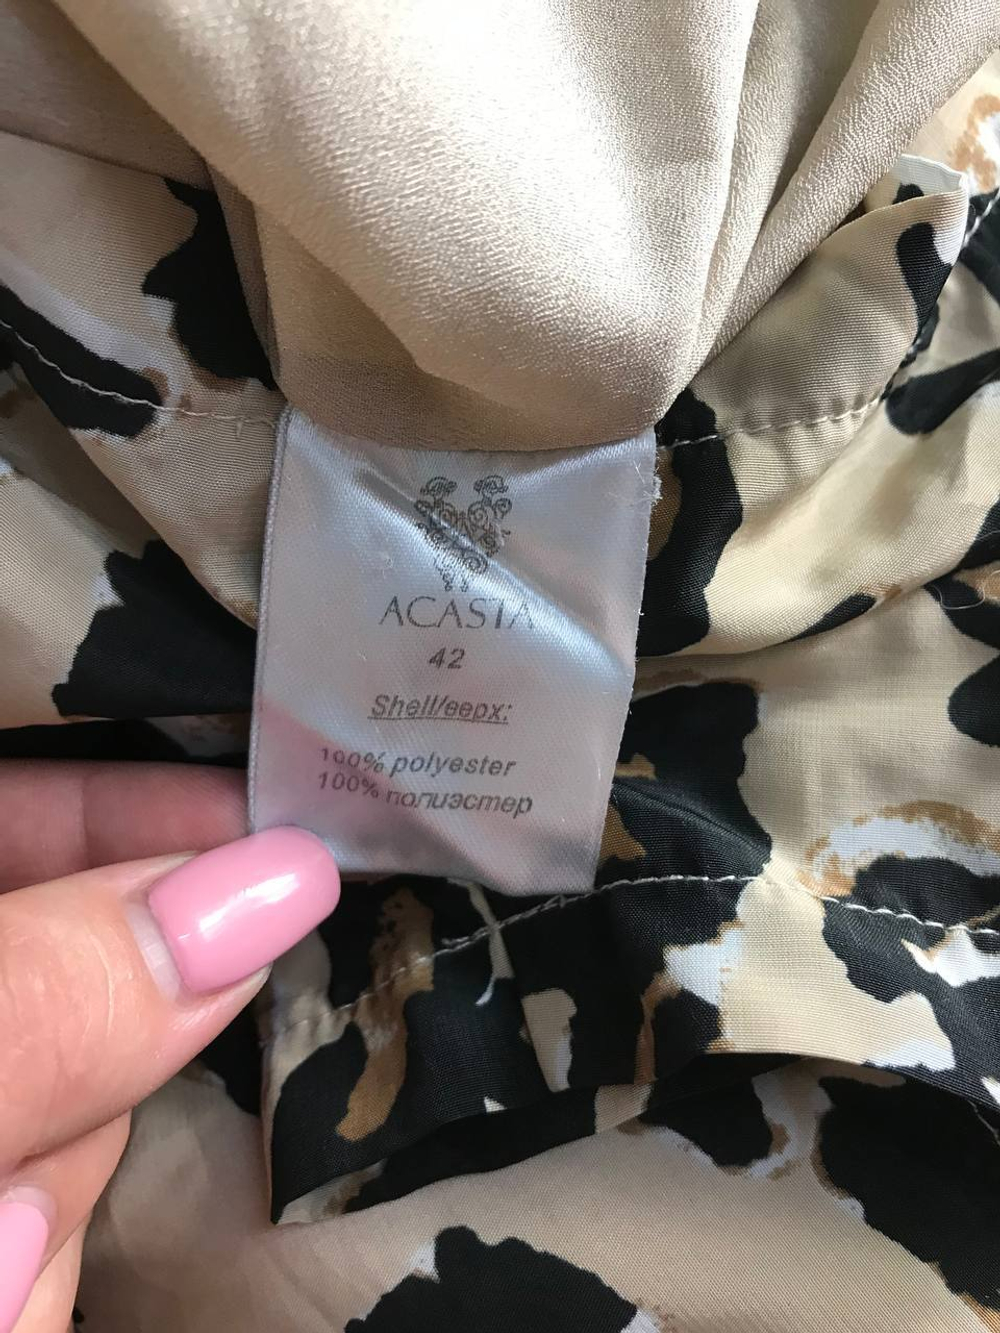 ACASTA
42
Shell/верх:
100% polyester
100% полиэстер